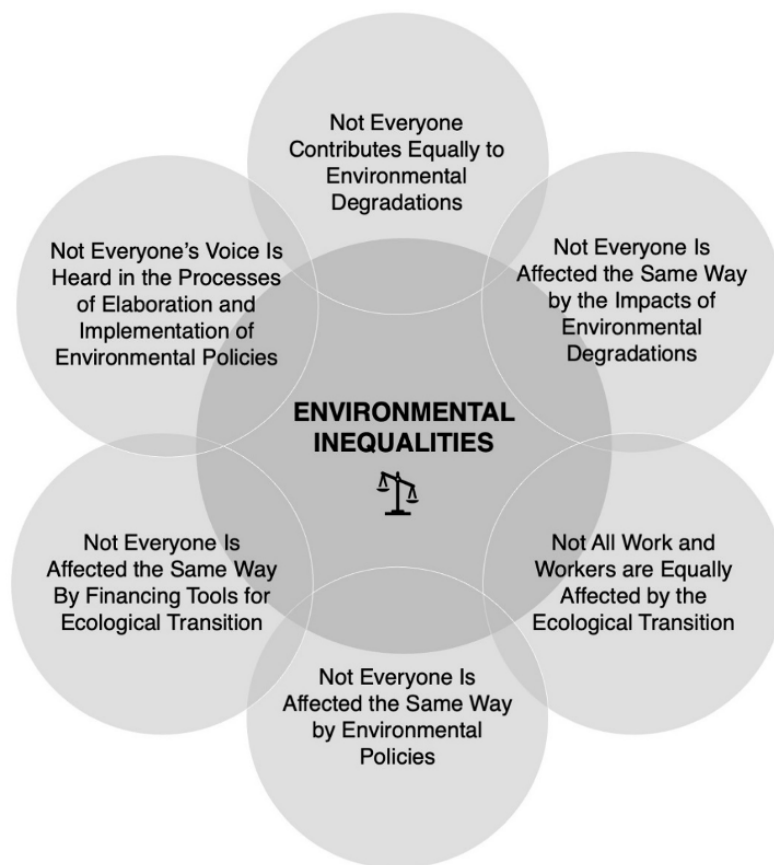 Not Everyone
Contributes Equally to
Environmental
Degradations
Not Everyone's Voice Is
Heard in the Processes
of Elaboration and
Implementation of
Environmental Policies
Not Everyone Is
Affected the Same Way
by the Impacts of
Environmental
Degradations
ENVIRONMENTAL
INEQUALITIES
Not Everyone Is
Affected the Same Way
By Financing Tools for
Ecological Transition
Not All Work and
Workers are Equally
Affected by the
Ecological Transition
Not Everyone Is
Affected the Same Way
by Environmental
Policies